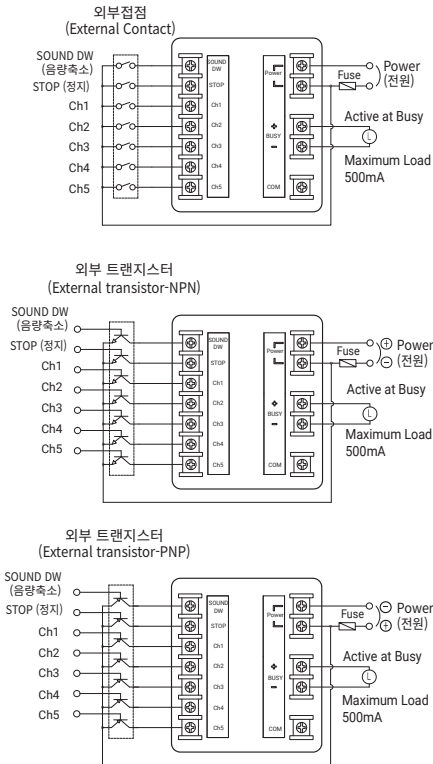 외부접점
(External Contact)
SOUND DW
(음량축소)
STOP (정지)
Ch1
Ch2
Ch3
Ch4
Ch5
SOUND
DW
STOP
Ch1
Ch2
Ch3
Ch4
Ch5
Power
BUSY
COM
Fuse
Power
(전원)
Active at Busy
L
Maximum Load
500mA
외부 트랜지스터
(External transistor-NPN)
SOUND DW
(음량축소)
STOP (정지)
Ch1
Ch2
Ch3
Ch4
Ch5
SOUND
DW
STOP
Ch1
Ch2
Ch3
Ch4
Ch5
Power
BUSY
COM
Fuse
Power
(전원)
Active at Busy
L
Maximum Load
500mA
외부 트랜지스터
(External transistor-PNP)
SOUND DW
(음량축소)
STOP (정지)
Ch1
Ch2
Ch3
Ch4
Ch5
SOUND
DW
STOP
Ch1
Ch2
Ch3
Ch4
Ch5
Power
BUSY
COM
Fuse
Power
(전원)
Active at Busy
L
Maximum Load
500mA